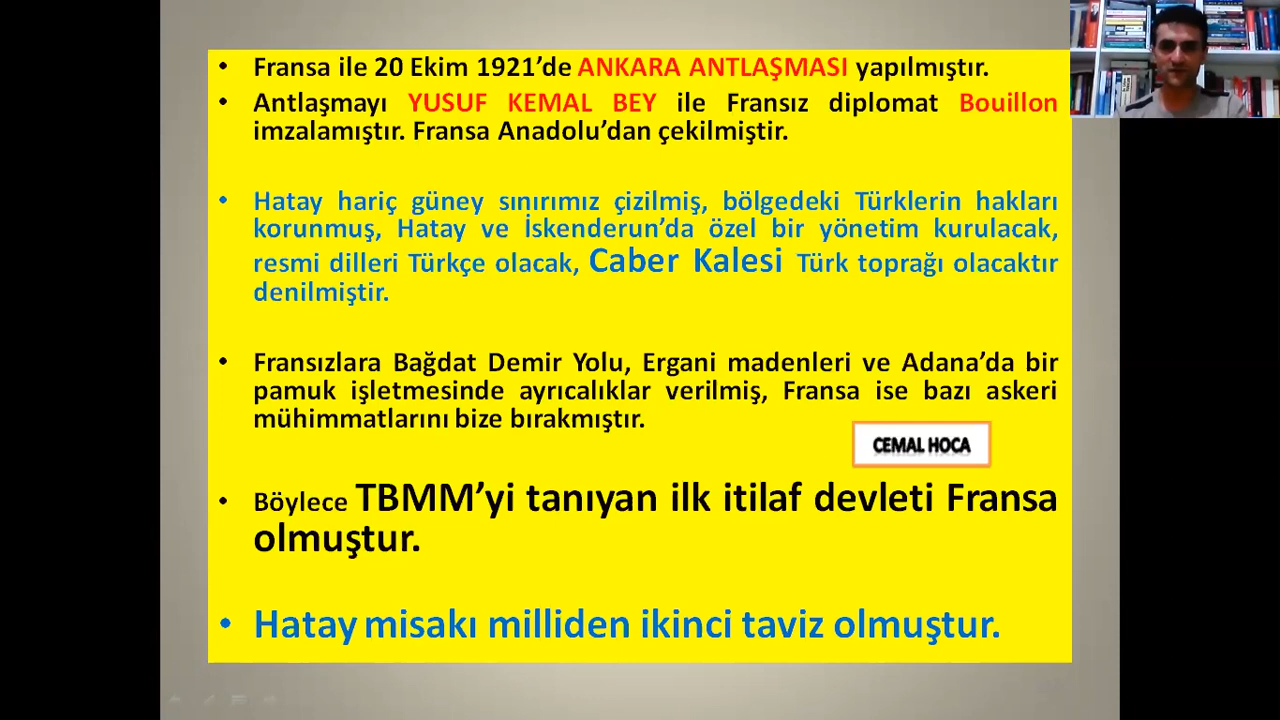 • Fransa ile 20 Ekim 1921’de ANKARA ANTLAŞMASI yapılmıştır.
• Antlaşmayı YUSUF KEMAL BEY ile Fransız diplomat Bouillon
imzalamıştır. Fransa Anadolu’dan çekilmiştir.
• Hatay hariç güney sınırımız çizilmiş, bölgedeki Türklerin hakları
korunmuş, Hatay ve İskenderun’da özel bir yönetim kurulacak,
resmi dilleri Türkçe olacak, Caber Kalesi Türk toprağı olacaktır
denilmiştir.
• Fransızlara Bağdat Demir Yolu, Ergani madenleri ve Adana’da bir
pamuk işletmesinde ayrıcalıklar verilmiş, Fransa ise bazı askeri
mühimmatlarını bize bırakmıştır.
CEMAL HOCA
• Böylece TBMM’yi tanıyan ilk itilaf devleti Fransa
olmuştur.
• Hatay misakı milliden ikinci taviz olmuştur.